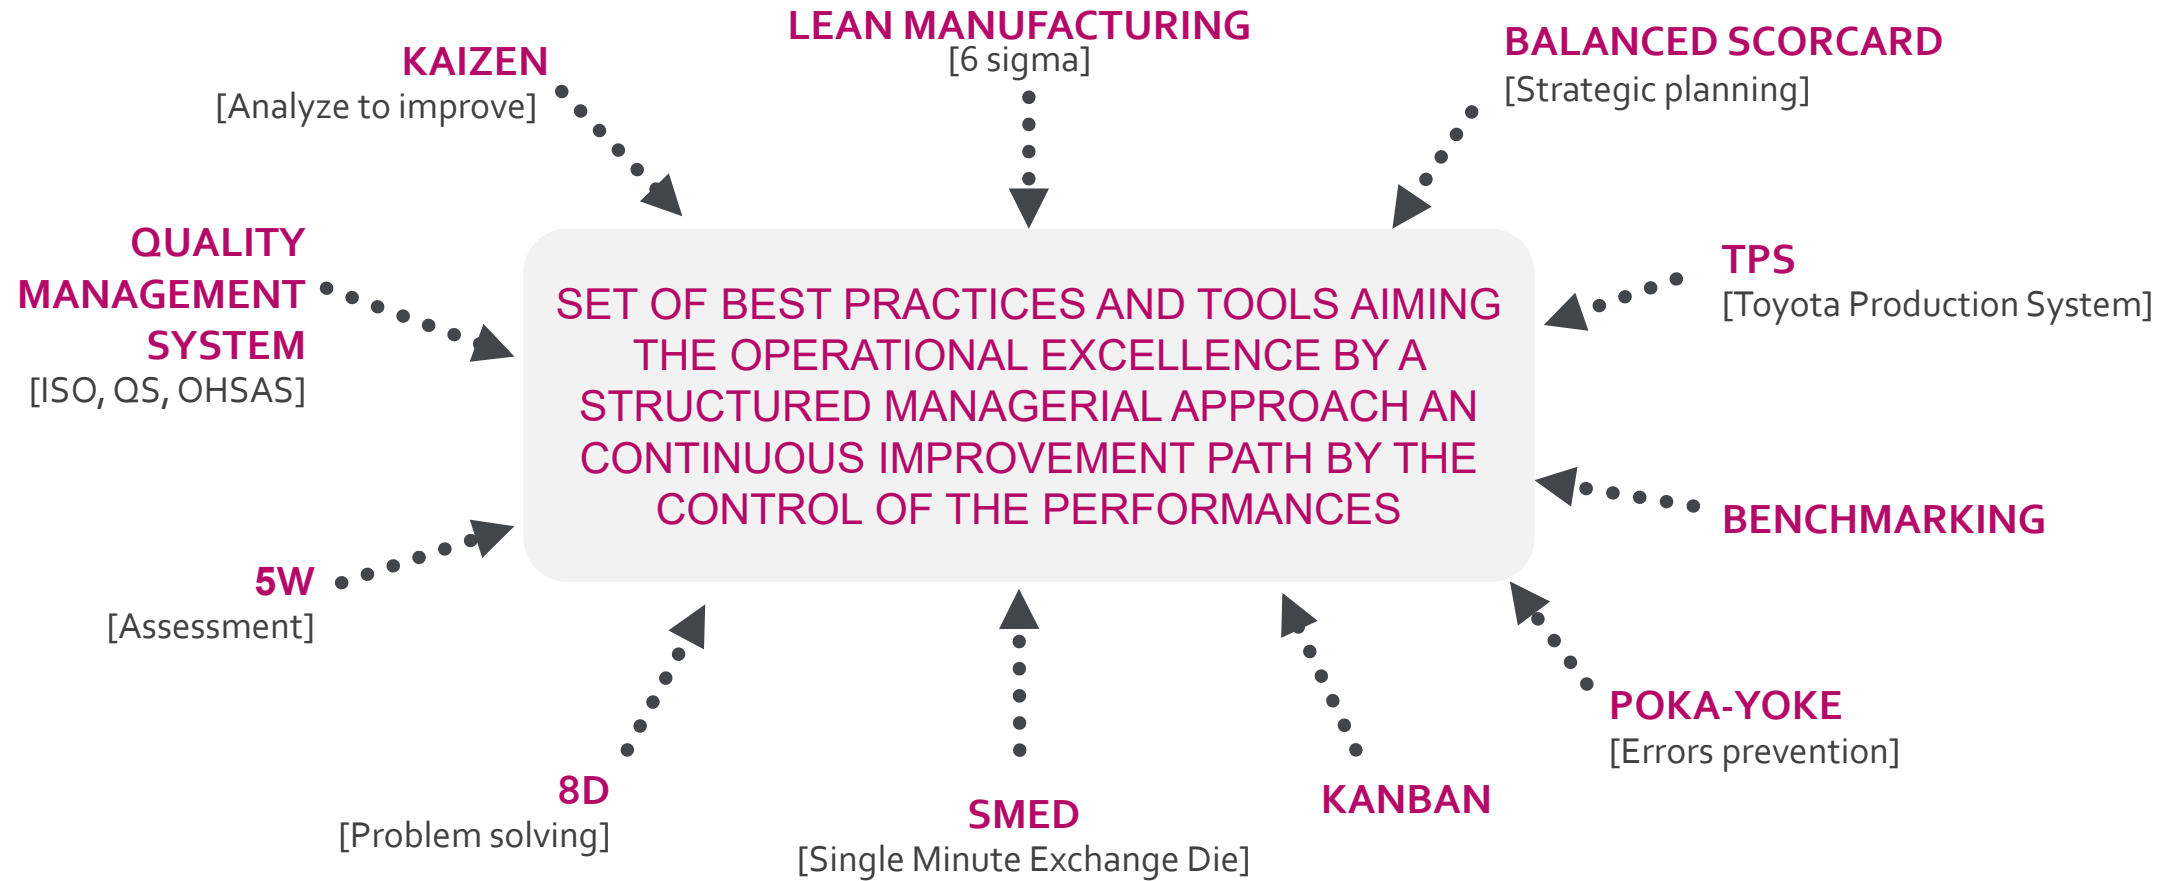 LEAN MANUFACTURING
[6 sigma]
KAIZEN
[Analyze to improve]
BALANCED SCORCARD
[Strategic planning]
QUALITY
MANAGEMENT
SYSTEM
[ISO, QS, OHSAS]
TPS
[Toyota Production System]
SET OF BEST PRACTICES AND TOOLS AIMING
THE OPERATIONAL EXCELLENCE BY A
STRUCTURED MANAGERIAL APPROACH AN
CONTINUOUS IMPROVEMENT PATH BY THE
CONTROL OF THE PERFORMANCES
BENCHMARKING
5W
[Assessment]
POKA-YOKE
[Errors prevention]
8D
[Problem solving]
SMED
[Single Minute Exchange Die]
KANBAN